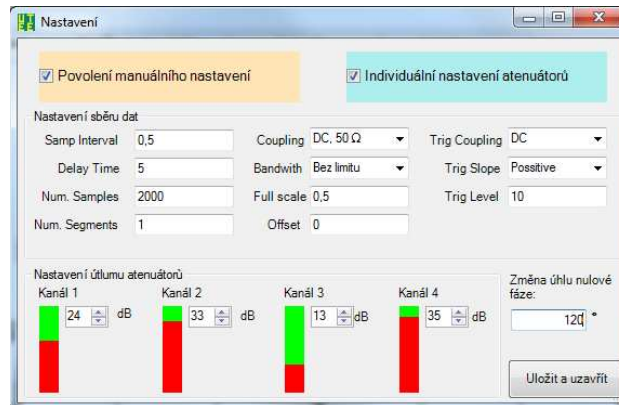 Nastavení
Povolení manuálního nastavení
Individuální nastavení atenuátorů
Nastavení sběru dat
Samp Interval 0,5 Coupling DC, 50 Ω Trig Coupling DC
Delay Time 5 Bandwith Bez limitu Trig Slope Possitive
Num. Samples 2000 Full scale 0,5 Trig Level 10
Num. Segments 1 Offset 0
Nastavení útlumu atenuátorů
Kanál 1 Kanál 2 Kanál 3 Kanál 4
24 dB 33 dB 13 dB 35 dB
Změna úhlu nulové
fáze:
120 °
Uložit a uzavřít